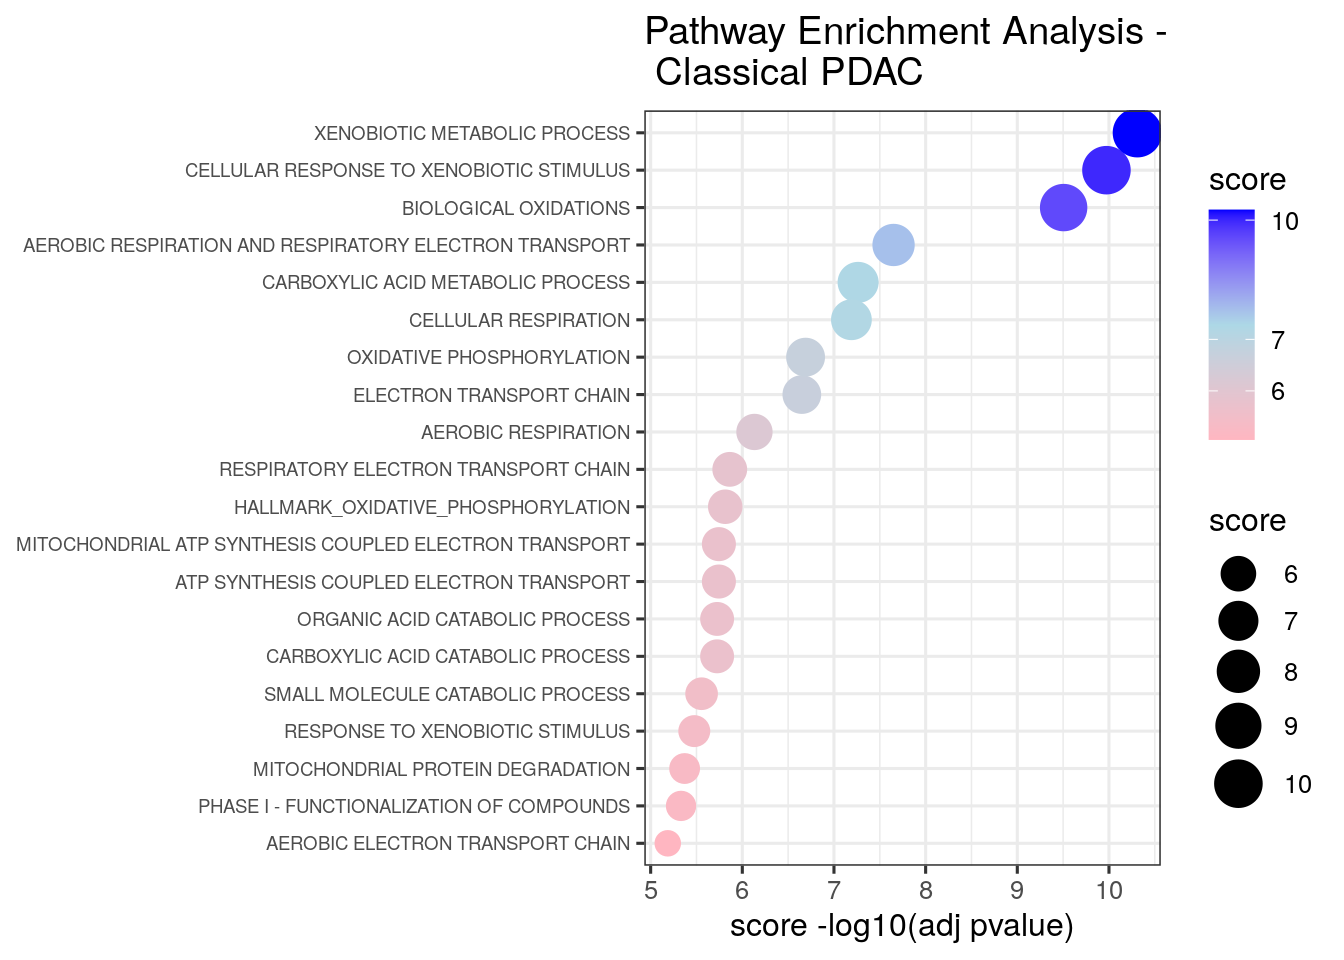 Pathway Enrichment Analysis -
Classical PDAC
XENOBIOTIC METABOLIC PROCESS
CELLULAR RESPONSE TO XENOBIOTIC STIMULUS
BIOLOGICAL OXIDATIONS
AEROBIC RESPIRATION AND RESPIRATORY ELECTRON TRANSPORT
CARBOXYLIC ACID METABOLIC PROCESS
CELLULAR RESPIRATION
OXIDATIVE PHOSPHORYLATION
ELECTRON TRANSPORT CHAIN
AEROBIC RESPIRATION
RESPIRATORY ELECTRON TRANSPORT CHAIN
HALLMARK_OXIDATIVE_PHOSPHORYLATION
MITOCHONDRIAL ATP SYNTHESIS COUPLED ELECTRON TRANSPORT
ATP SYNTHESIS COUPLED ELECTRON TRANSPORT
ORGANIC ACID CATABOLIC PROCESS
CARBOXYLIC ACID CATABOLIC PROCESS
SMALL MOLECULE CATABOLIC PROCESS
RESPONSE TO XENOBIOTIC STIMULUS
MITOCHONDRIAL PROTEIN DEGRADATION
PHASE I - FUNCTIONALIZATION OF COMPOUNDS
AEROBIC ELECTRON TRANSPORT CHAIN
5 6 7 8 9 10
score -log10(adj pvalue)
score
10
7
6
score
6
7
8
9
10